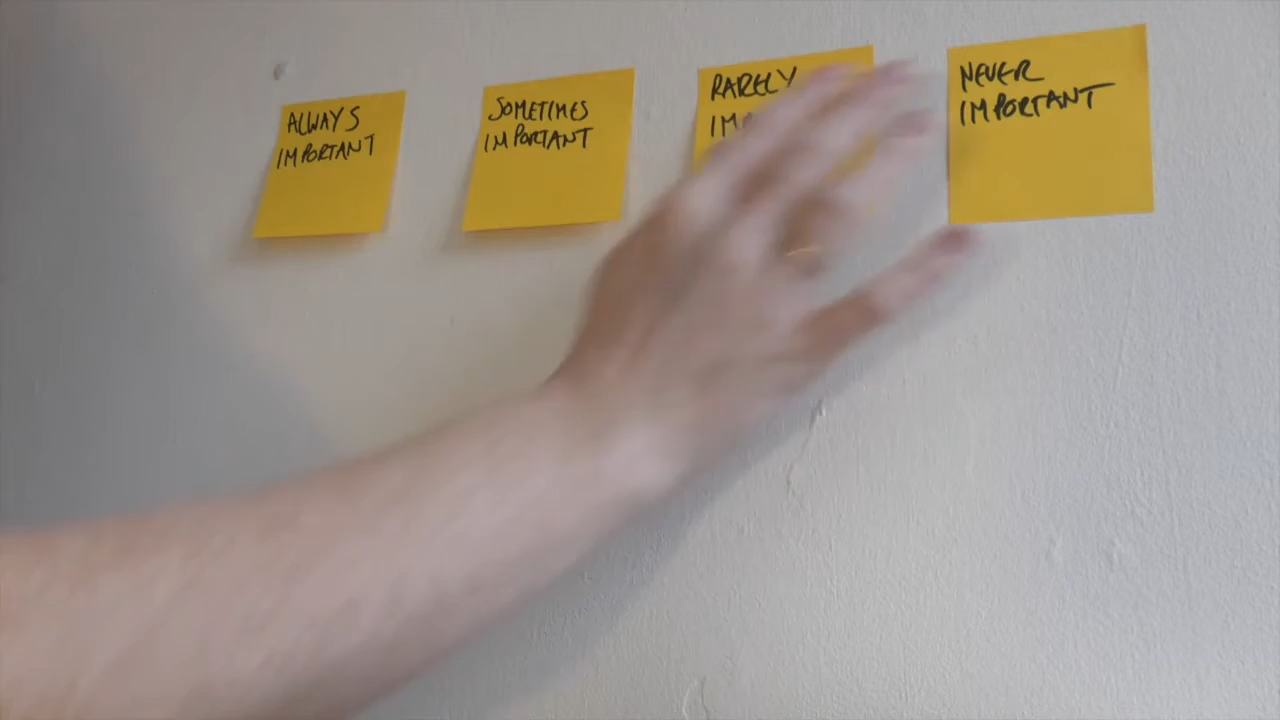 ALWAYS
IMPORTANT
SOMETIMES
IMPORTANT
RARELY
NEVER
IMPORTANT